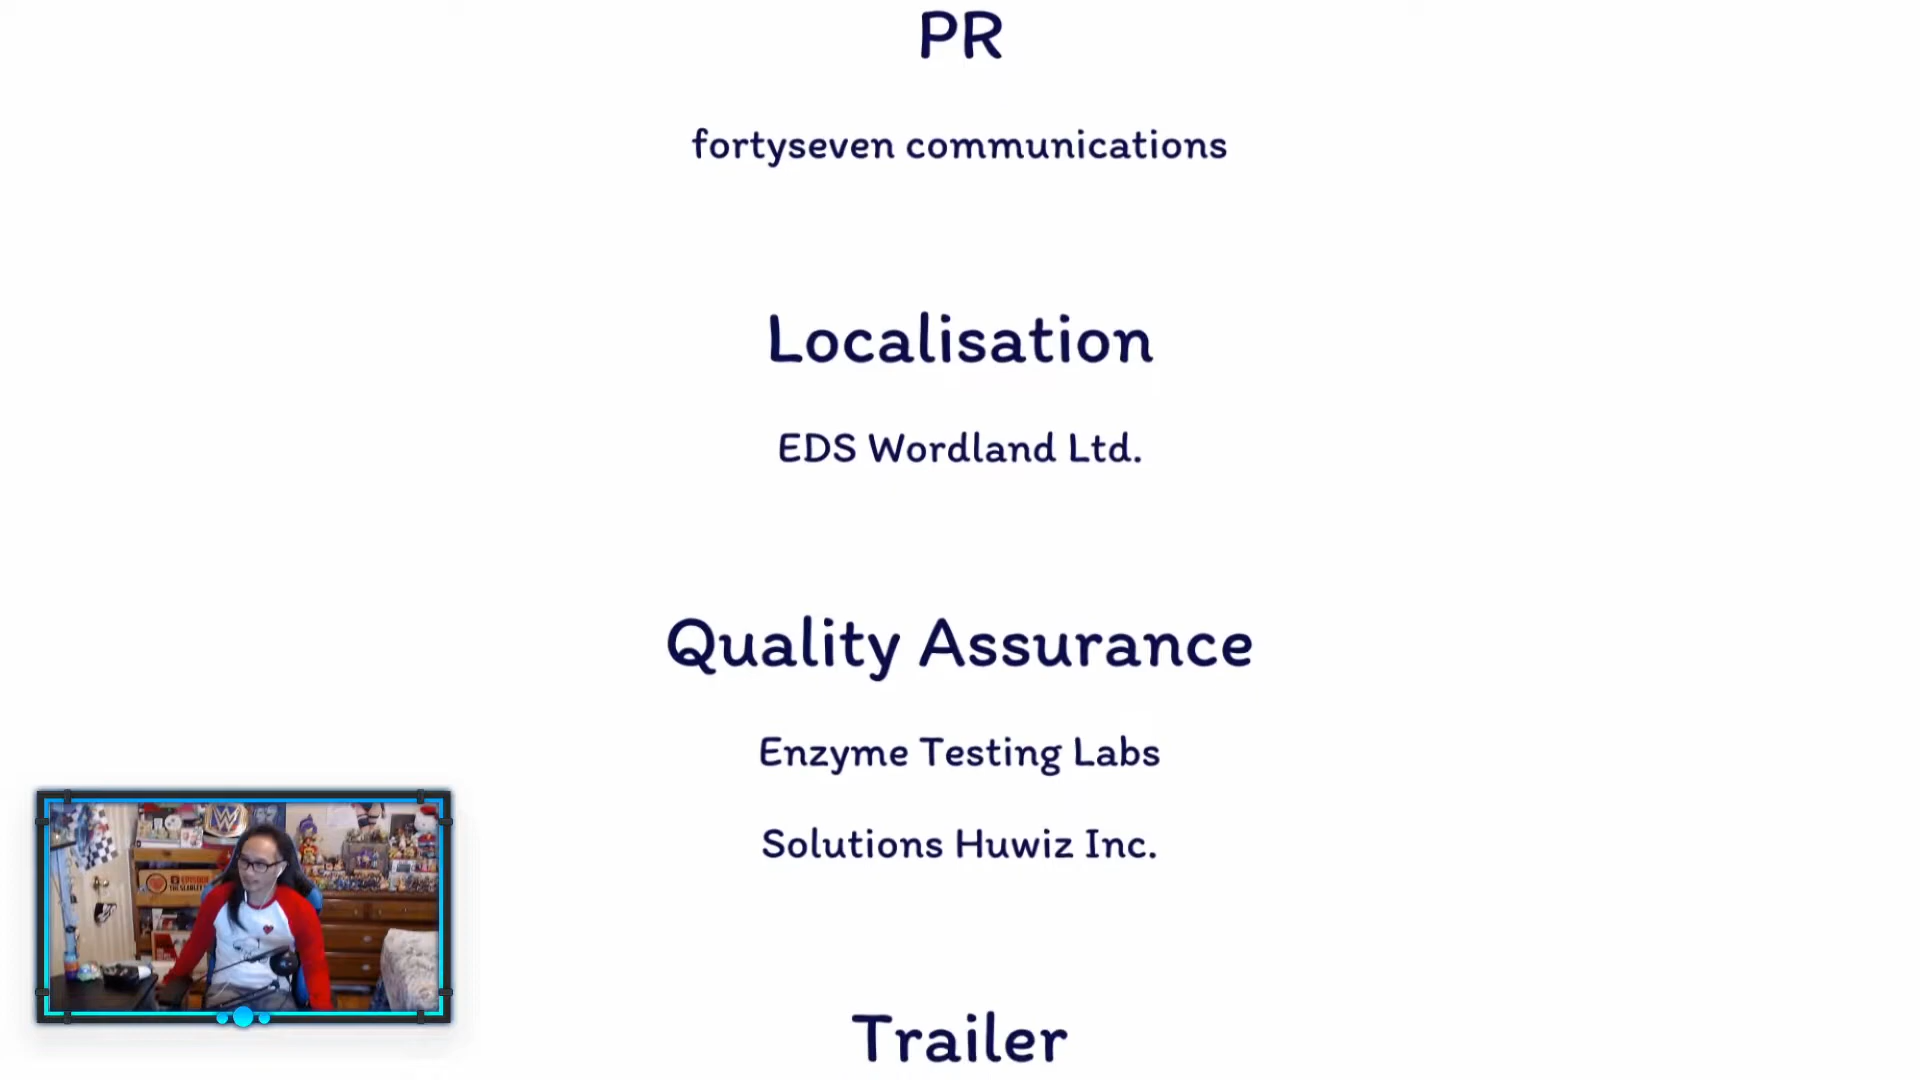 PR
fortyseven communications
Localisation
EDS Wordland Ltd.
Quality Assurance
Enzyme Testing Labs
Solutions Huwiz Inc.
Trailer